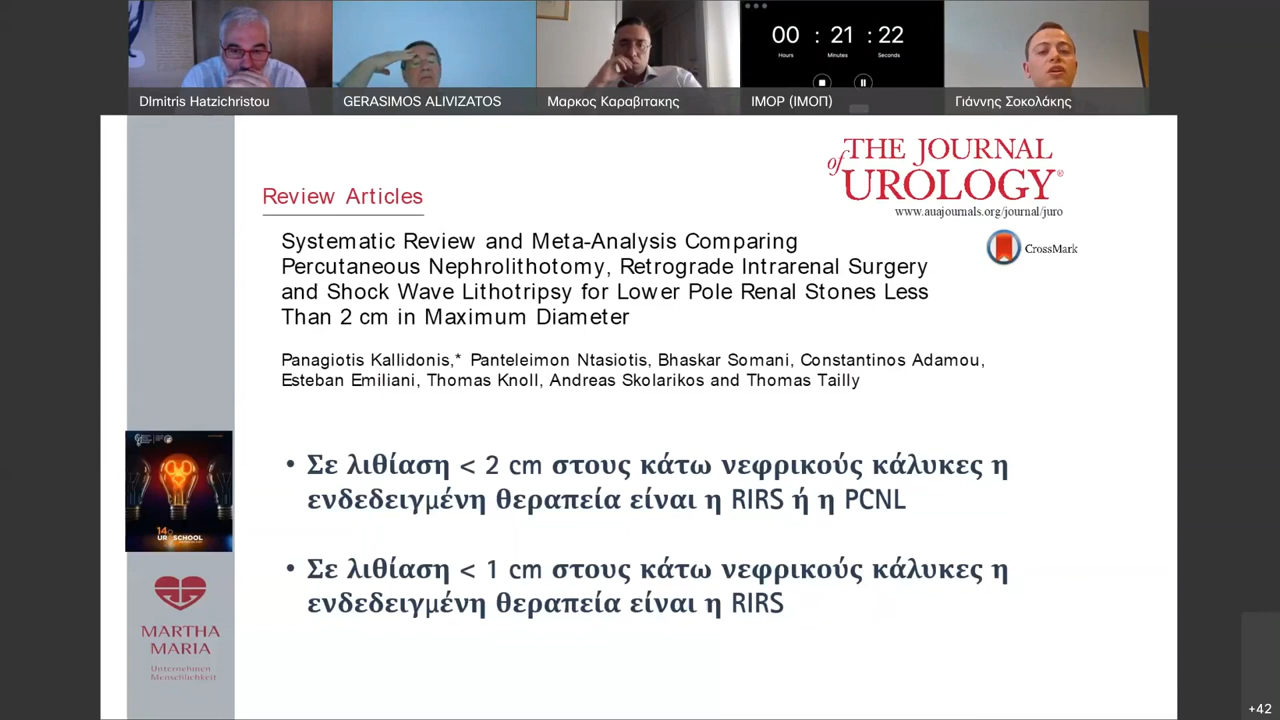 00 : 21 : 22
Hours Minutes Seconds
DImitris Hatzichristou
GERASIMOS ALIVIZATOS
Μαρκος Καραβιτακης
IMOP (ΙΜΟΠ)
Γιάννης Σοκολάκης
THE JOURNAL
of UROLOGY®
www.auajournals.org/journal/juro
CrossMark
Review Articles
Systematic Review and Meta-Analysis Comparing
Percutaneous Nephrolithotomy, Retrograde Intrarenal Surgery
and Shock Wave Lithotripsy for Lower Pole Renal Stones Less
Than 2 cm in Maximum Diameter
Panagiotis Kallidonis,* Panteleimon Ntasiotis, Bhaskar Somani, Constantinos Adamou,
Esteban Emiliani, Thomas Knoll, Andreas Skolarikos and Thomas Tailly
• Σε λιθίαση < 2 cm στους κάτω νεφρικούς κάλυκες η
ενδεδειγμένη θεραπεία είναι η RIRS ή η PCNL
• Σε λιθίαση < 1 cm στους κάτω νεφρικούς κάλυκες η
ενδεδειγμένη θεραπεία είναι η RIRS
MARTHA
MARIA
Unternehmen
Menschlichkeit
+42